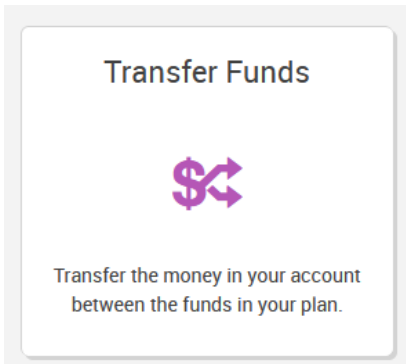 Transfer Funds
Transfer the money in your account
between the funds in your plan.